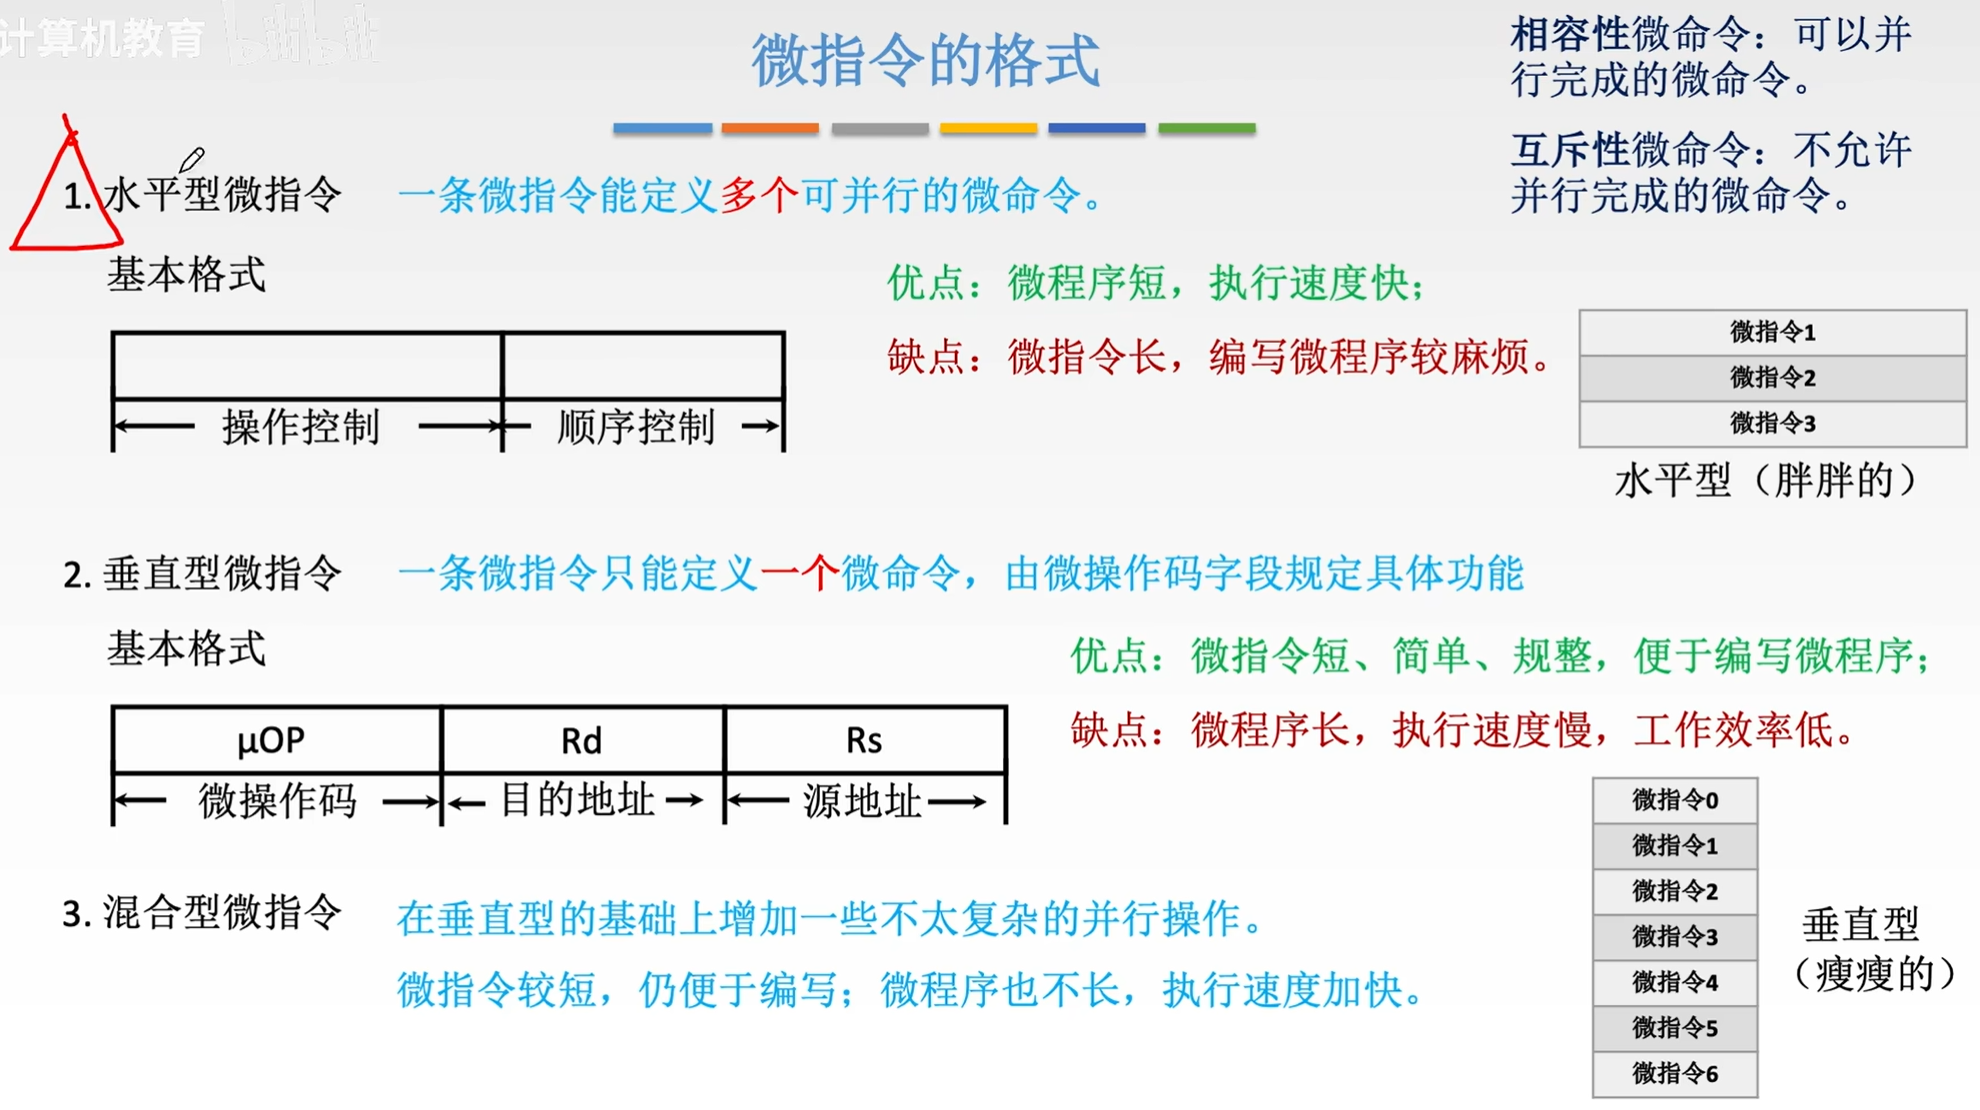 计算机教育 bilibili
微指令的格式
相容性微命令：可以并
行完成的微命令。
互斥性微命令：不允许
并行完成的微命令。
1. 水平型微指令 一条微指令能定义多个可并行的微命令。
基本格式
操作控制 顺序控制
优点：微程序短，执行速度快；
缺点：微指令长，编写微程序较麻烦。
微指令1
微指令2
微指令3
水平型（胖胖的）
2. 垂直型微指令 一条微指令只能定义一个微命令，由微操作码字段规定具体功能
基本格式
μOP Rd Rs
微操作码 目的地址 源地址
优点：微指令短、简单、规整，便于编写微程序；
缺点：微程序长，执行速度慢，工作效率低。
微指令0
微指令1
微指令2
微指令3
微指令4
微指令5
微指令6
垂直型
（瘦瘦的）
3. 混合型微指令 在垂直型的基础上增加一些不太复杂的并行操作。
微指令较短，仍便于编写；微程序也不长，执行速度加快。